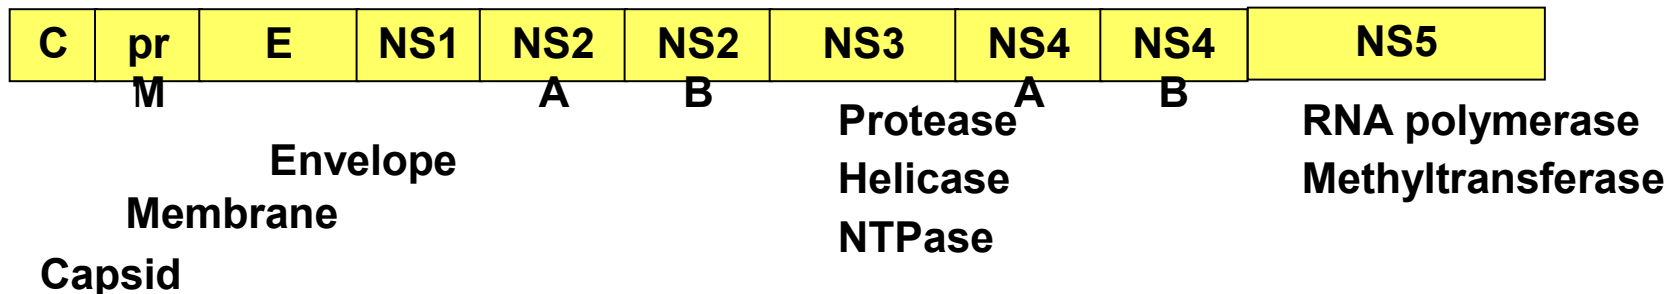 C pr E NS1 NS2 NS2 NS3 NS4 NS4 NS5
M A B A B
Protease RNA polymerase
Envelope
Helicase Methyltransferase
Membrane
NTPase
Capsid